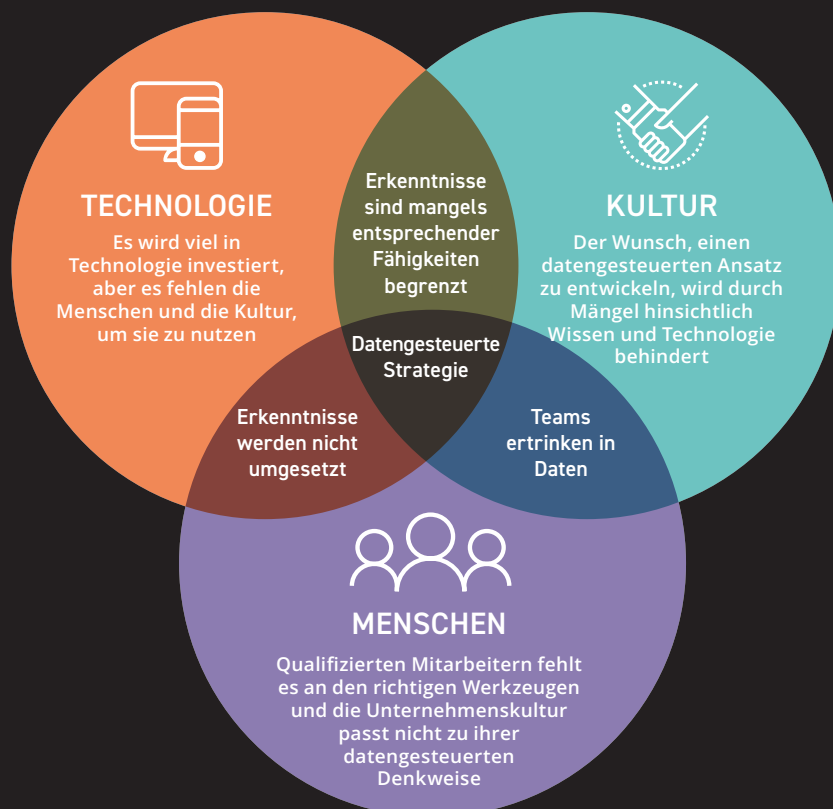 TECHNOLOGIE
Es wird viel in
Technologie investiert,
aber es fehlen die
Menschen und die Kultur,
um sie zu nutzen
Erkenntnisse
sind mangels
entsprechender
Fähigkeiten
begrenzt
KULTUR
Der Wunsch, einen
datengesteuerten Ansatz
zu entwickeln, wird durch
Mängel hinsichtlich
Wissen und Technologie
behindert
Datengesteuerte
Strategie
Erkenntnisse
werden nicht
umgesetzt
Teams
ertrinken in
Daten
MENSCHEN
Qualifizierten Mitarbeitern fehlt
es an den richtigen Werkzeugen
und die Unternehmenskultur
passt nicht zu ihrer
datengesteuerten
Denkweise